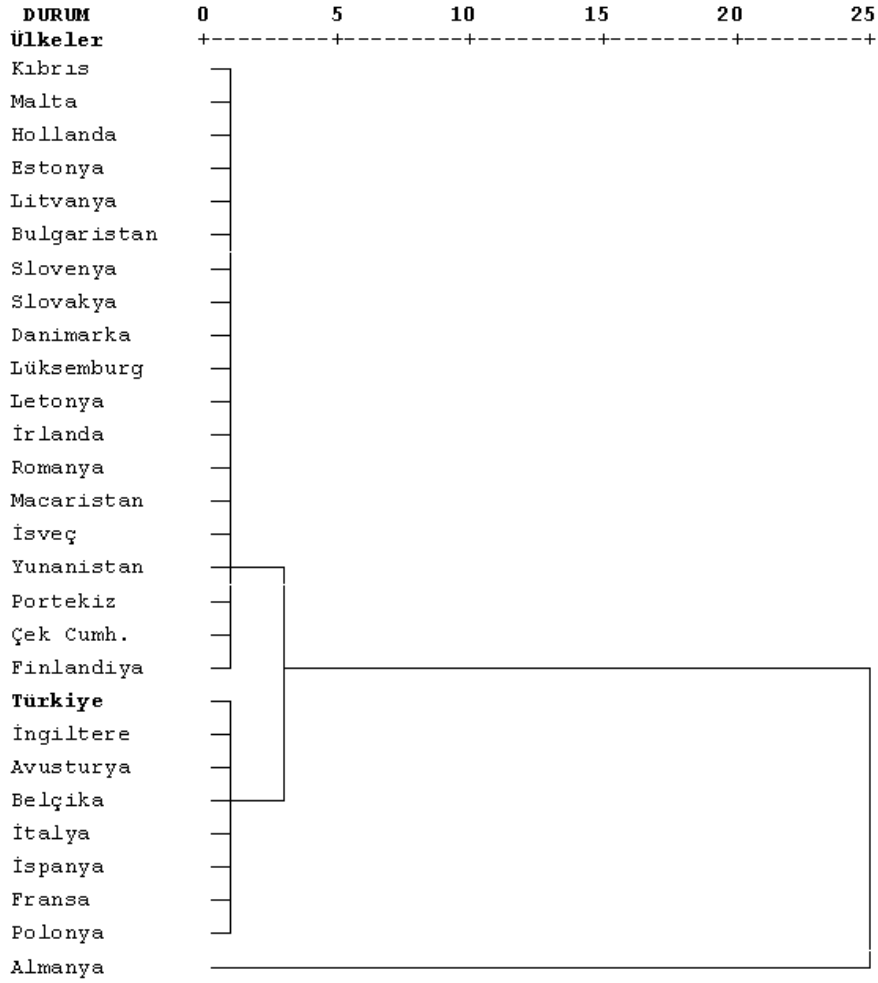 DURUM 0 5 10 15 20 25
Ülkeler +---------+---------+---------+---------+---------+
Kıbrıs
Malta
Hollanda
Estonya
Litvanya
Bulgaristan
Slovenya
Slovakya
Danimarka
Lüksemburg
Letonya
İrlanda
Romanya
Macaristan
İsveç
Yunanistan
Portekiz
Çek Cumh.
Finlandiya
Türkiye
İngiltere
Avusturya
Belçika
İtalya
İspanya
Fransa
Polonya
Almanya